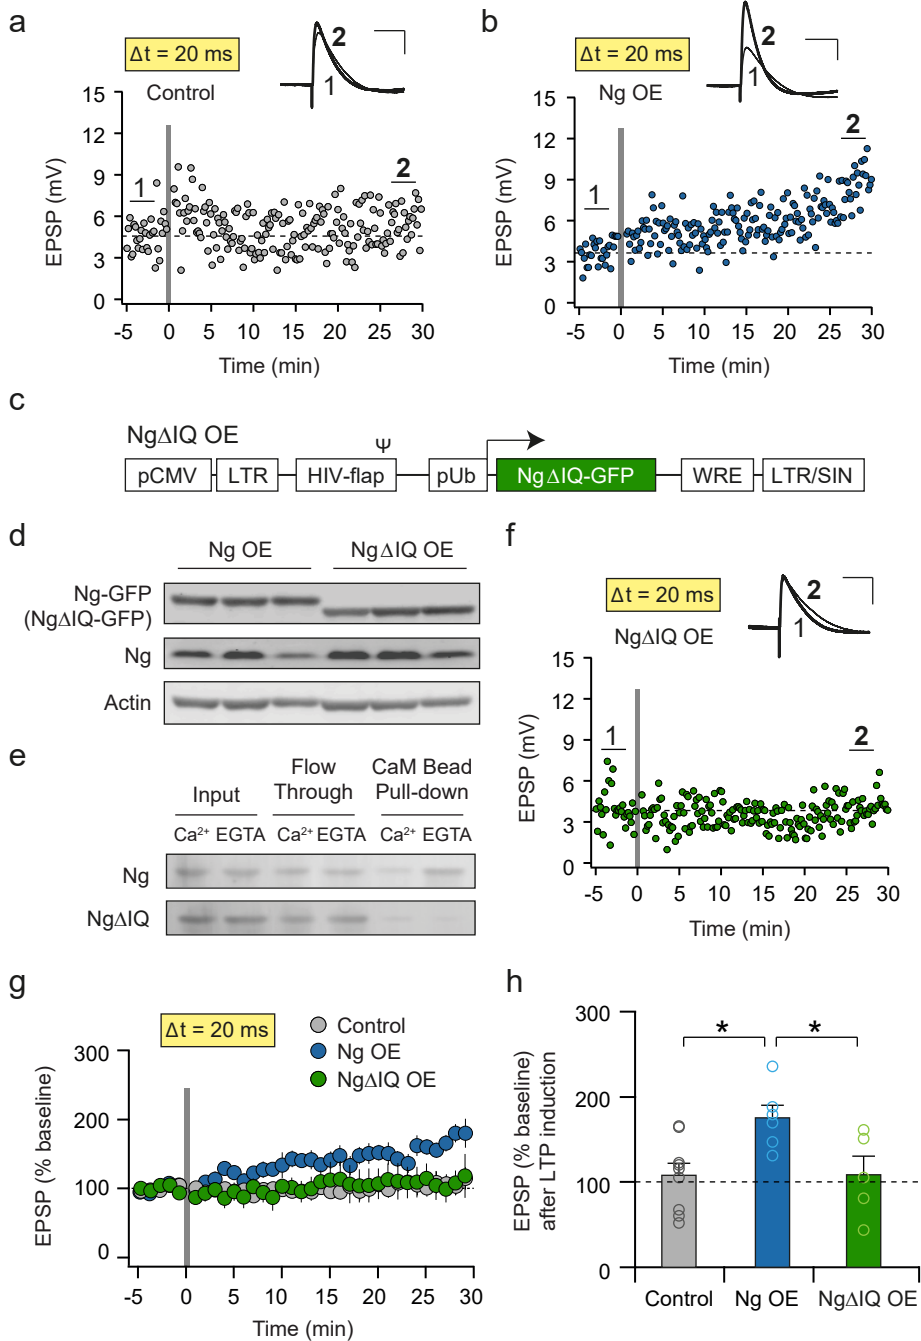 a
Δt = 20 ms
Control
2
1
15
12
9
6
3
0
EPSP (mV)
1
2
-5 0 5 10 15 20 25 30
Time (min)
b
Δt = 20 ms
Ng OE
2
1
15
12
9
6
3
0
EPSP (mV)
1
2
-5 0 5 10 15 20 25 30
Time (min)
c
NgΔIQ OE
ψ
pCMV LTR HIV-flap pUb NgΔIQ-GFP WRE LTR/SIN
d
Ng OE NgΔIQ OE
Ng-GFP
(NgΔIQ-GFP)
Ng
Actin
e
Input Flow Through CaM Bead Pull-down
Ca²⁺ EGTA Ca²⁺ EGTA Ca²⁺ EGTA
Ng
NgΔIQ
f
Δt = 20 ms
NgΔIQ OE
2
1
15
12
9
6
3
0
EPSP (mV)
1
2
-5 0 5 10 15 20 25 30
Time (min)
g
Δt = 20 ms
Control
Ng OE
NgΔIQ OE
300
200
100
0
EPSP (% baseline)
-5 0 5 10 15 20 25 30
Time (min)
h
300
200
100
0
EPSP (% baseline)
after LTP induction
* *
Control Ng OE NgΔIQ OE